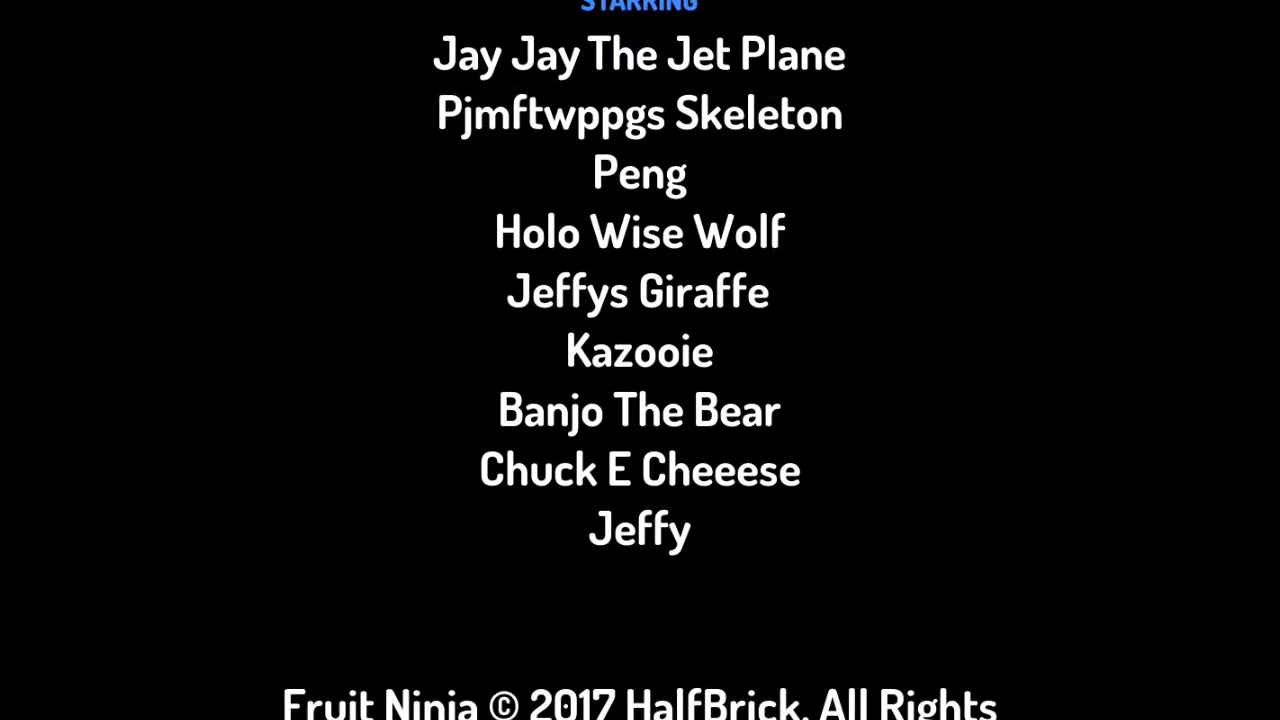 STARRING
Jay Jay The Jet Plane
Pjmftwppgs Skeleton
Peng
Holo Wise Wolf
Jeffys Giraffe
Kazooie
Banjo The Bear
Chuck E Cheeese
Jeffy
Fruit Ninja © 2017 HalfBrick. All Rights